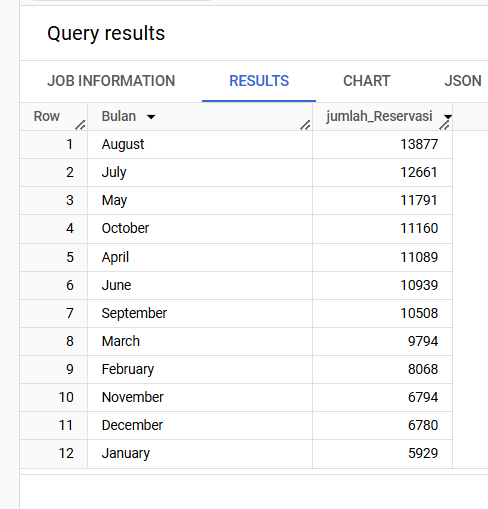 Query results
JOB INFORMATION RESULTS CHART JSON
Row Bulan jumlah_Reservasi
1 August 13877
2 July 12661
3 May 11791
4 October 11160
5 April 11089
6 June 10939
7 September 10508
8 March 9794
9 February 8068
10 November 6794
11 December 6780
12 January 5929